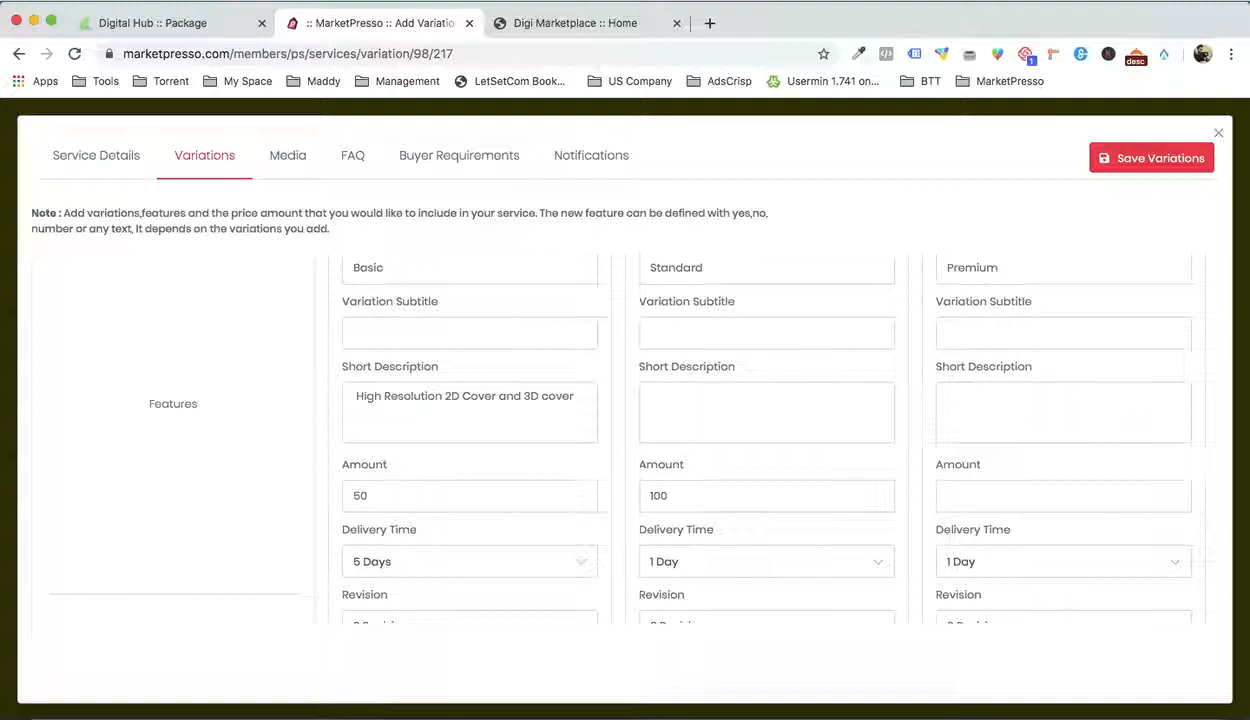 Digital Hub :: Package
:: MarketPresso :: Add Variatio
Digi Marketplace :: Home
marketpresso.com/members/ps/services/variation/98/217
1
desc
Apps Tools Torrent My Space Maddy Management LetSetCom Book... US Company AdsCrisp Usermin 1.741 on... BTT MarketPresso
Service Details Variations Media FAQ Buyer Requirements Notifications
Save Variations
Note : Add variations,features and the price amount that you would like to include in your service. The new feature can be defined with yes,no,
number or any text, It depends on the variations you add.
Features
Basic Standard Premium
Variation Subtitle Variation Subtitle Variation Subtitle
Short Description Short Description Short Description
High Resolution 2D Cover and 3D cover
Amount Amount Amount
50 100
Delivery Time Delivery Time Delivery Time
5 Days 1 Day 1 Day
Revision Revision Revision